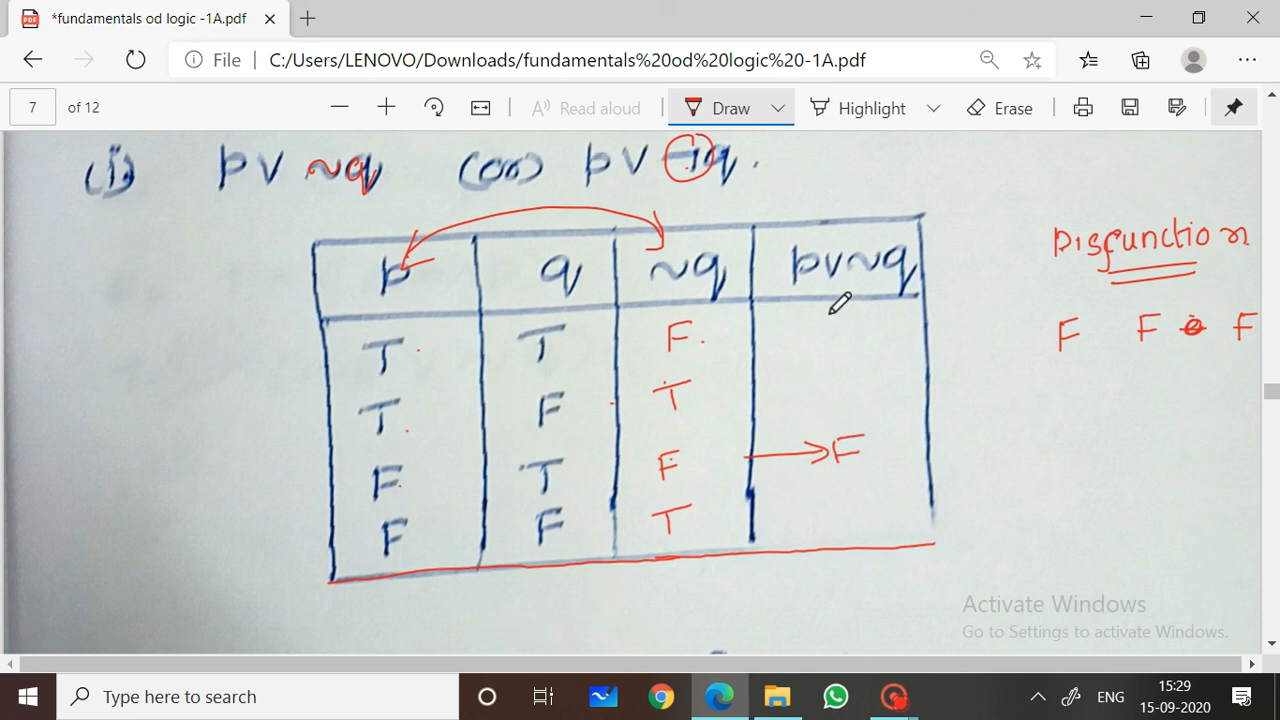 *fundamentals od logic -1A.pdf
File C:/Users/LENOVO/Downloads/fundamentals%20od%20logic%20-1A.pdf
7 of 12 Read aloud Draw Highlight Erase
(i) p∨ ~q (or) p∨ ¬q.
p q ~q p∨~q
Disjunction
T T F.
F F F
T F T
F T F → F
F F T
Activate Windows
Go to Settings to activate Windows.
Type here to search
ENG 15:29
15-09-2020